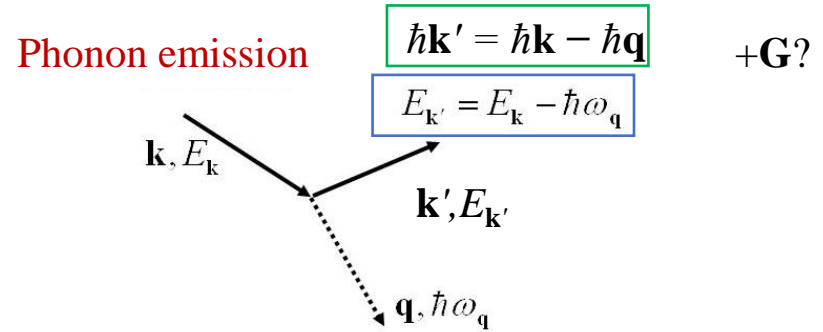 Phonon emission ħk′ = ħk − ħq +G?
E_k′ = E_k − ħω_q
k, E_k
k′,E_k′
q, ħω_q